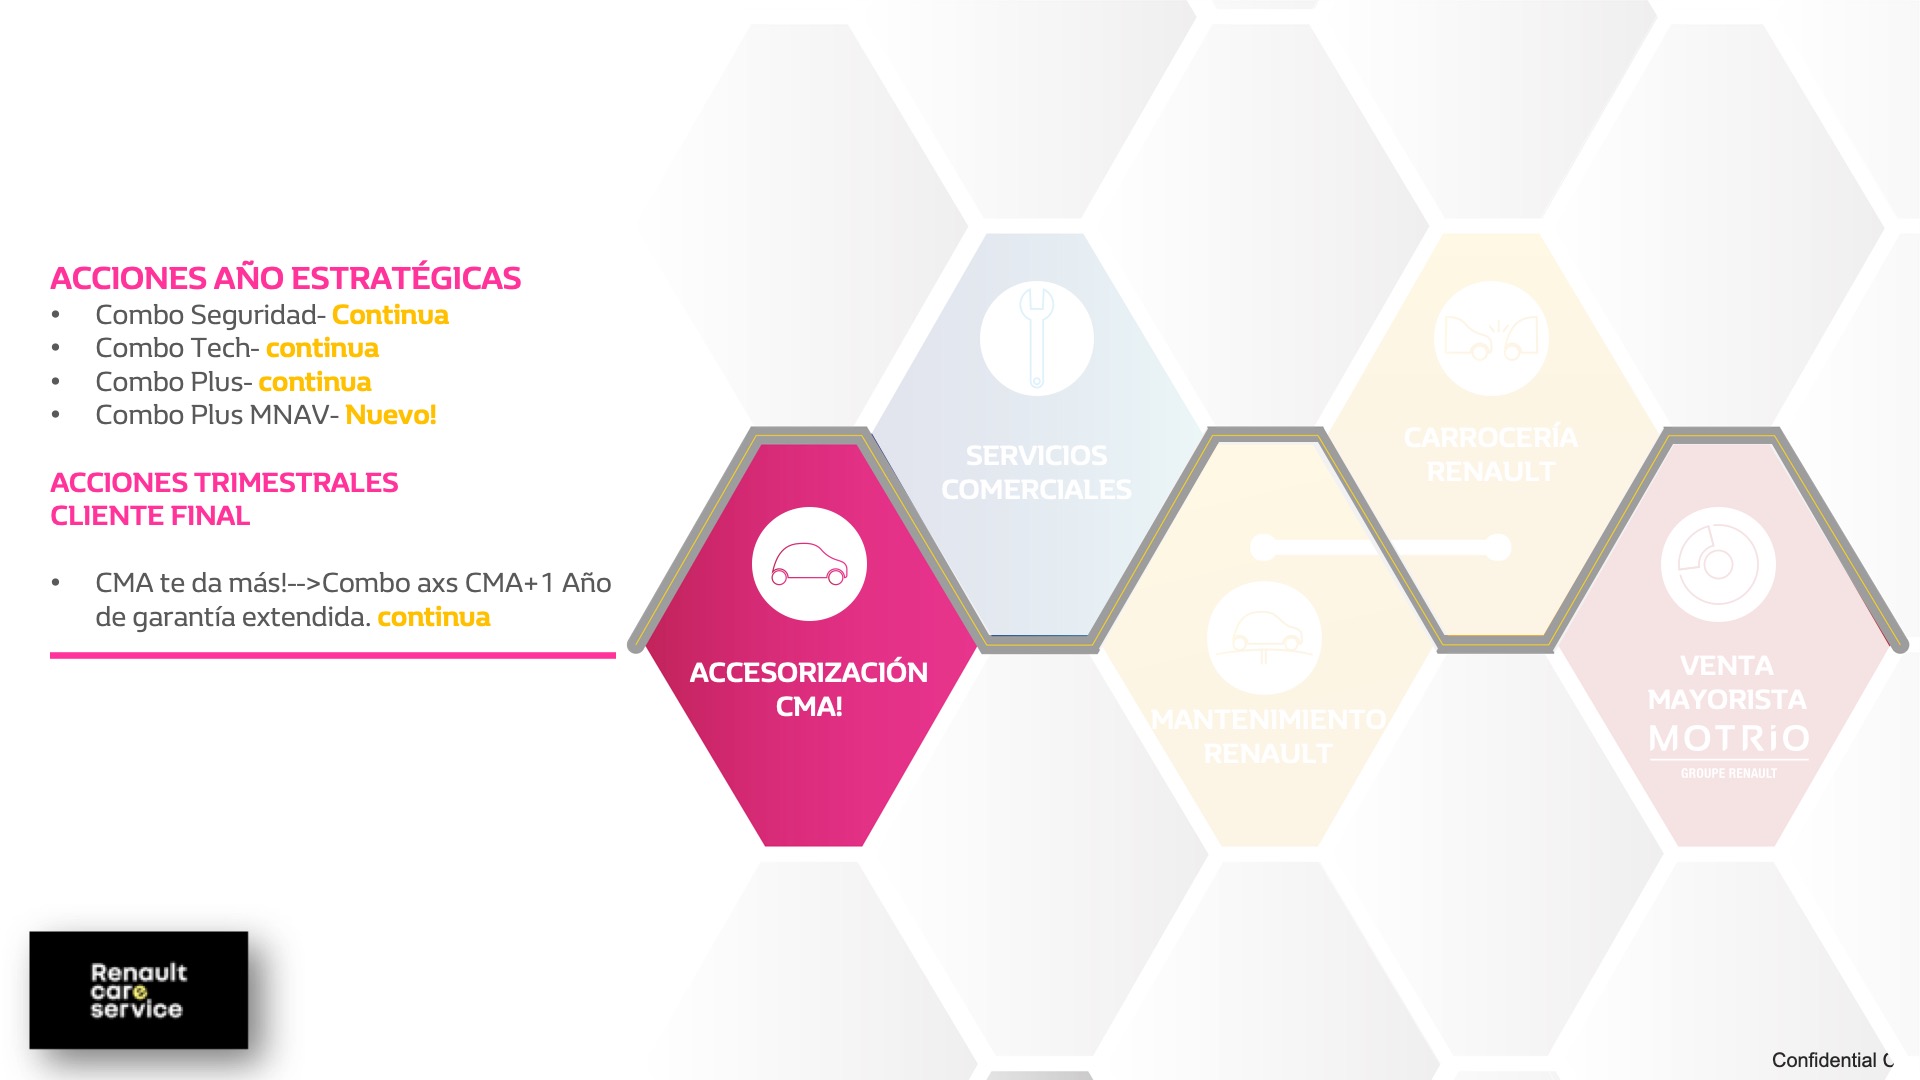 ACCIONES AÑO ESTRATÉGICAS
• Combo Seguridad- Continua
• Combo Tech- continua
• Combo Plus- continua
• Combo Plus MNAV- Nuevo!
ACCIONES TRIMESTRALES
CLIENTE FINAL
• CMA te da más!-->Combo axs CMA+1 Año
de garantía extendida. continua
ACCESORIZACIÓN
CMA!
SERVICIOS
COMERCIALES
MANTENIMIENTO
RENAULT
CARROCERÍA
RENAULT
VENTA
MAYORISTA
MOTRiO
GROUPE RENAULT
Renault
care
service
Confidential C